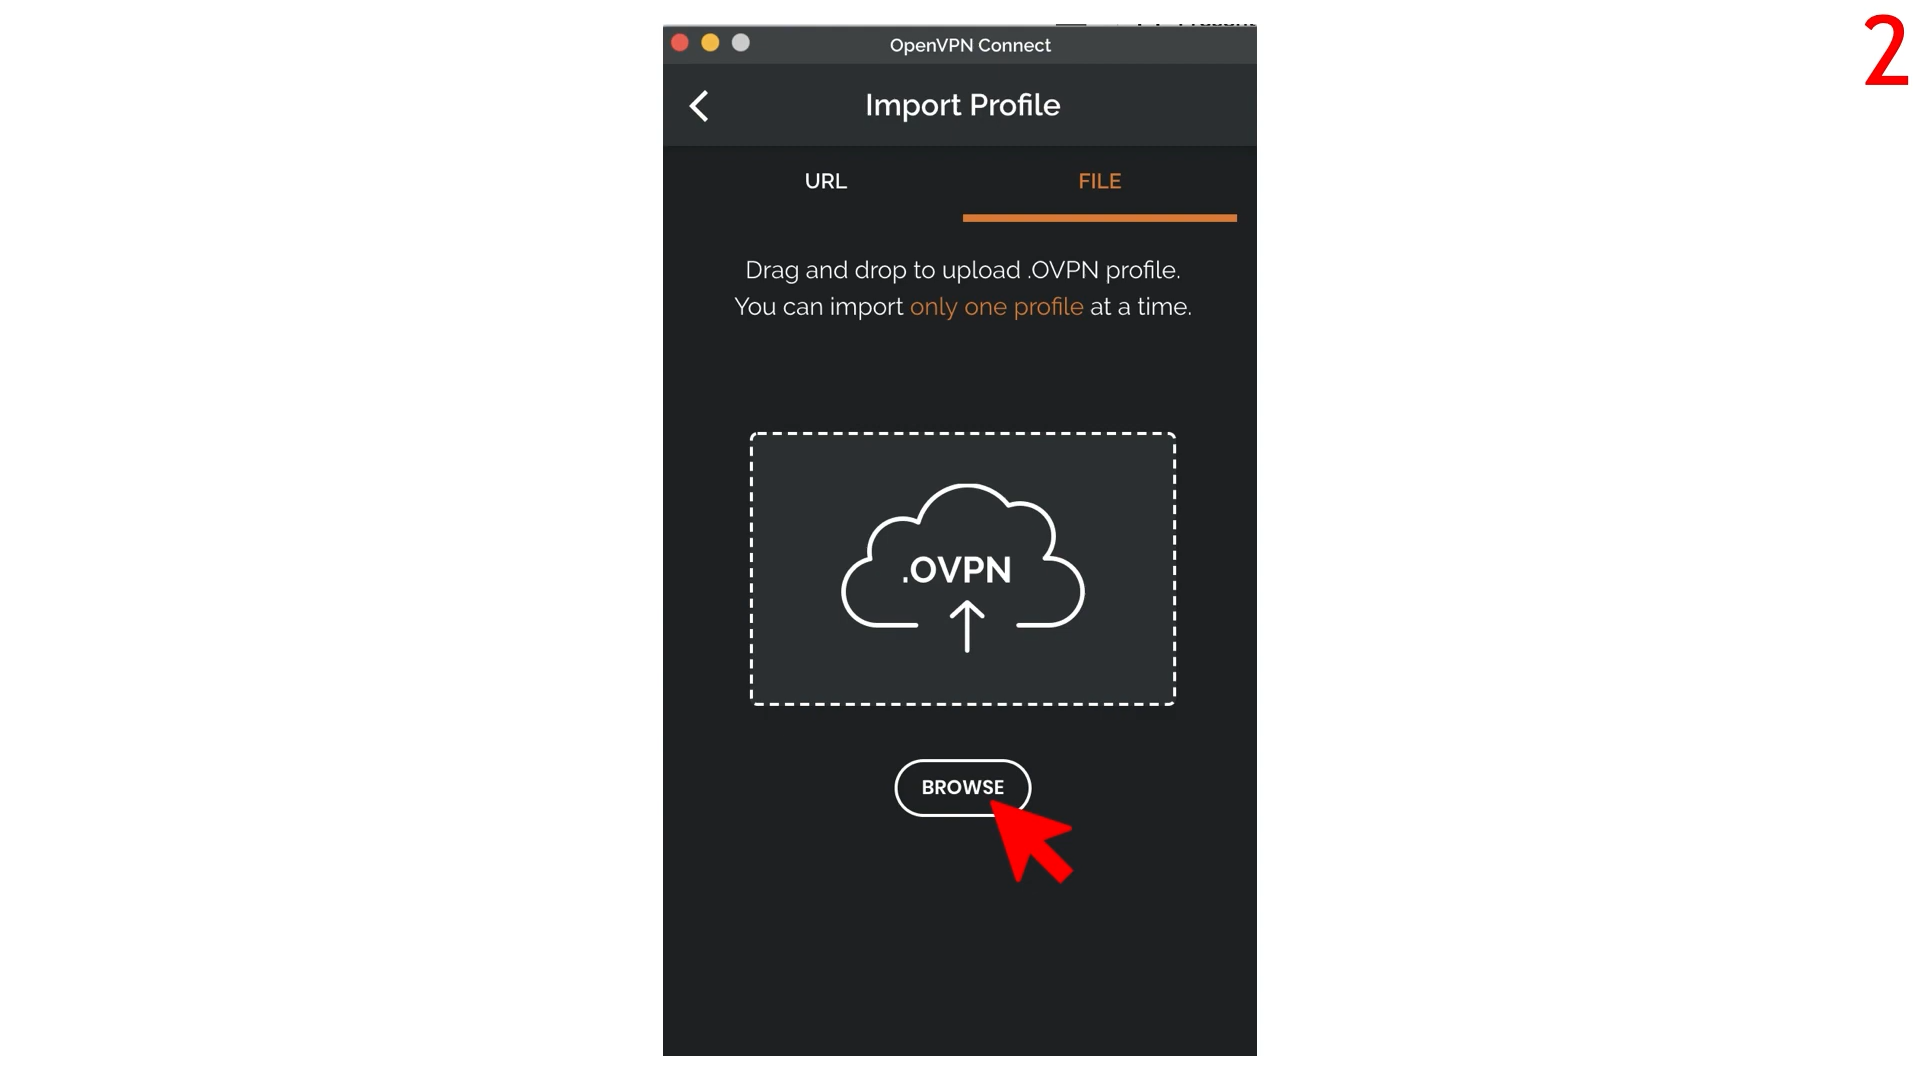 2
OpenVPN Connect
Import Profile
URL
FILE
Drag and drop to upload .OVPN profile.
You can import only one profile at a time.
.OVPN
BROWSE